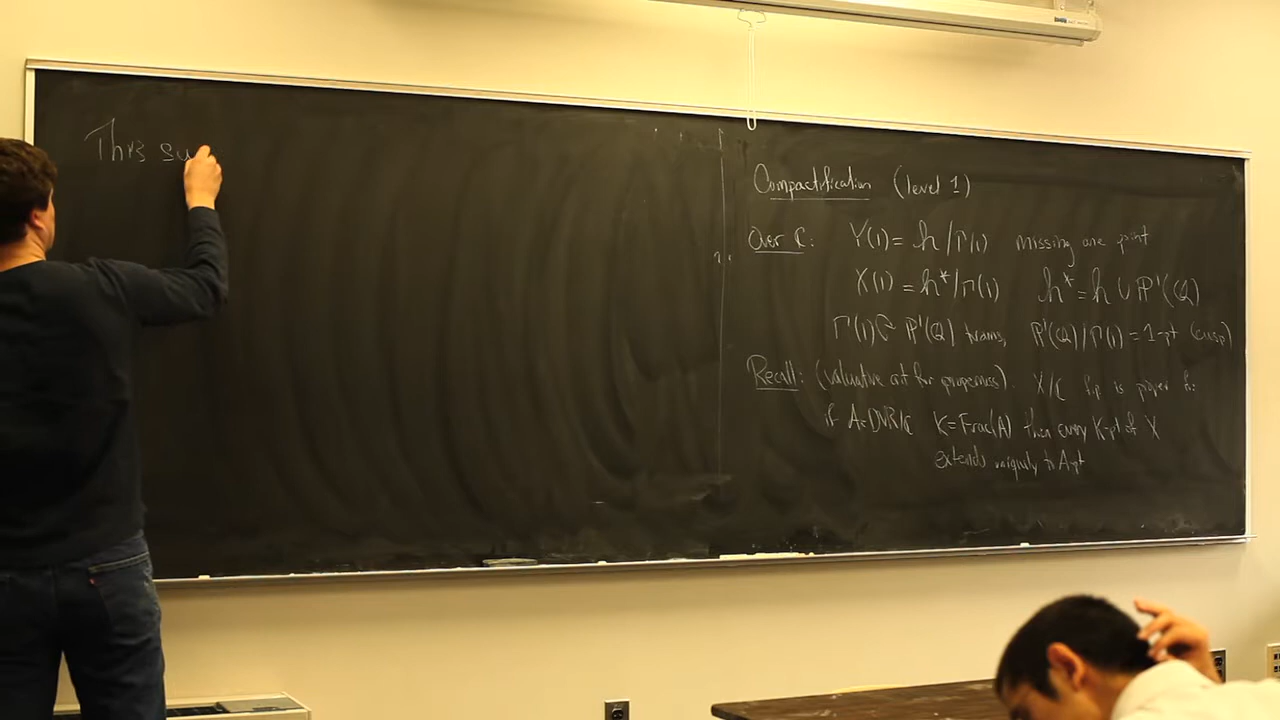 This su
Compactification (level 1)
Over ℂ: Y(1) = h/Γ(1) missing one point
X(1) = h*/Γ(1) h* = h ∪ ℙ¹(ℚ)
Γ(1) ↷ ℙ¹(ℚ) trans, ℙ¹(ℚ)/Γ(1) = 1-pt (cusp)
Recall: (valuative crit for properness). X/ℂ f.t. is proper
if A=DVR/ℂ K=Frac(A) then every K-pt of X
extends uniquely to A-pt